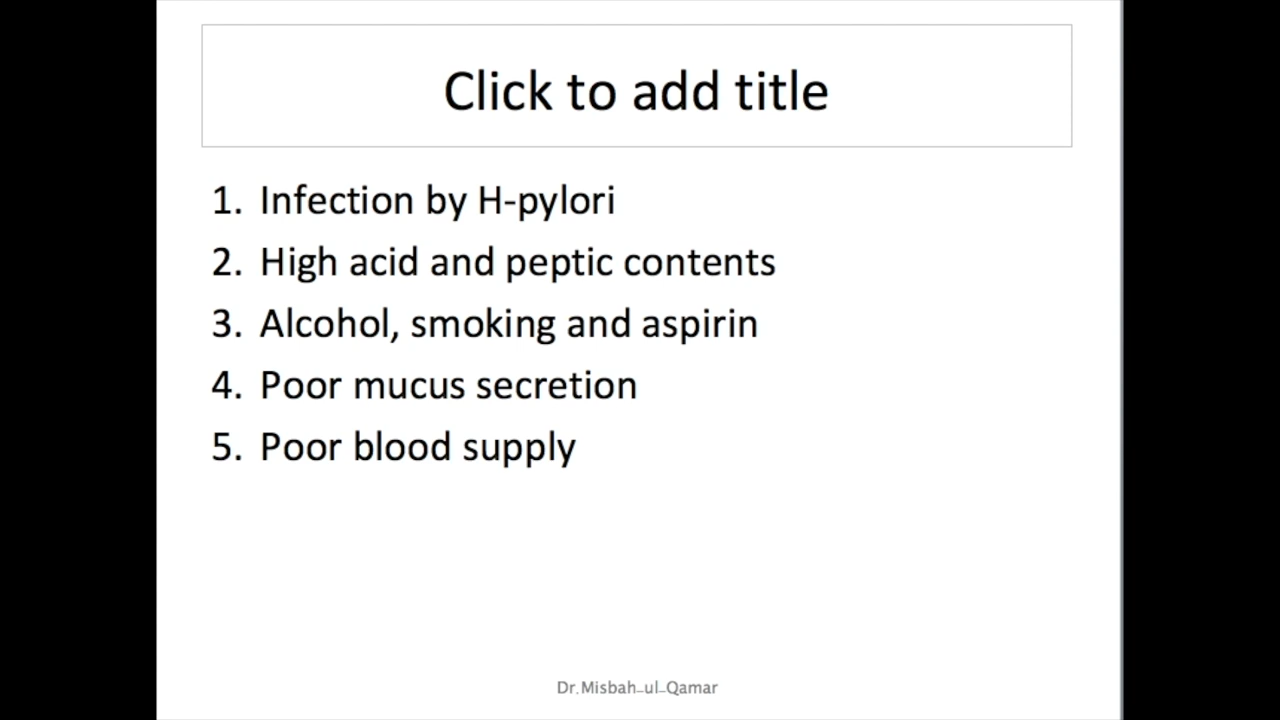 Click to add title
1. Infection by H-pylori
2. High acid and peptic contents
3. Alcohol, smoking and aspirin
4. Poor mucus secretion
5. Poor blood supply
Dr.Misbah_ul_Qamar